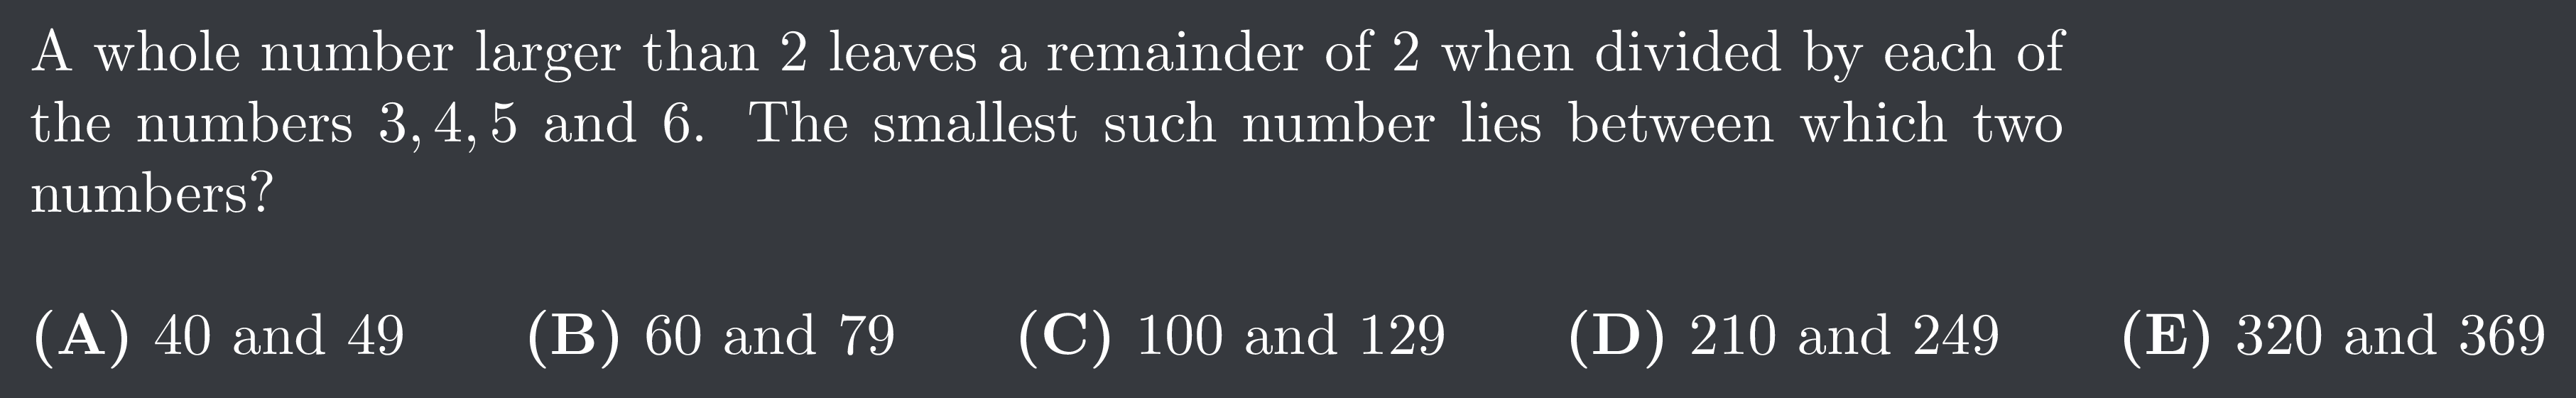 A whole number larger than 2 leaves a remainder of 2 when divided by each of
the numbers 3, 4, 5 and 6. The smallest such number lies between which two
numbers?
(A) 40 and 49 (B) 60 and 79 (C) 100 and 129 (D) 210 and 249 (E) 320 and 369